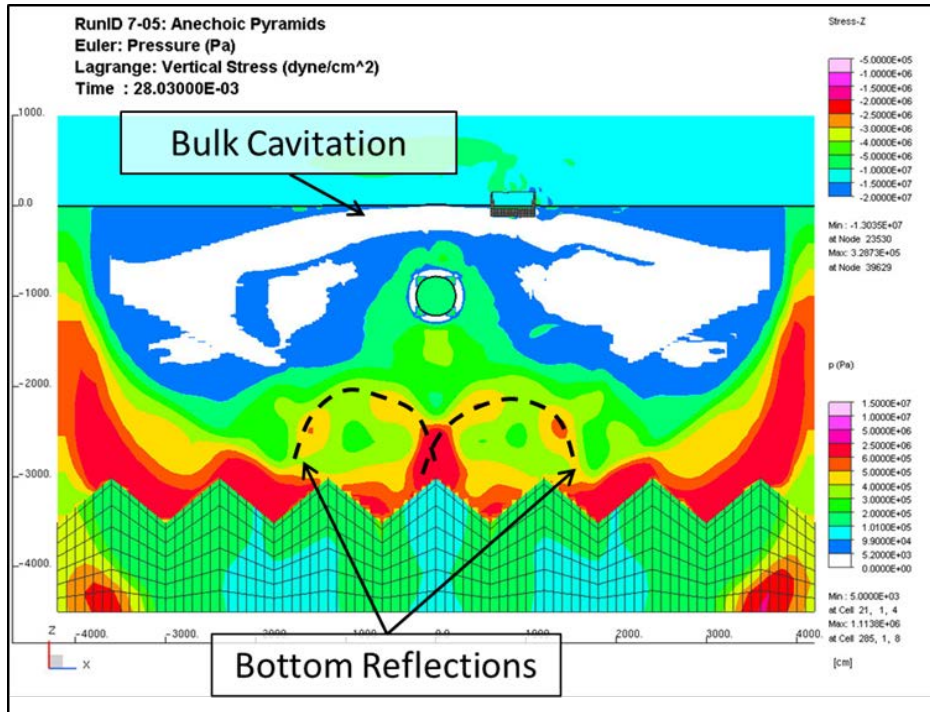 RunID 7-05: Anechoic Pyramids
Euler: Pressure (Pa)
Lagrange: Vertical Stress (dyne/cm^2)
Time : 28.03000E-03
Stress-Z
-5.0000E+05
-1.0000E+06
-1.5000E+06
-2.0000E+06
-3.0000E+06
-4.0000E+06
-5.0000E+06
-1.0000E+07
-1.5000E+07
-2.0000E+07
Min : -1.3035E+07
at Node 23530
Max: 3.2873E+05
at Node 39629
p (Pa)
1.5000E+07
1.0000E+07
5.0000E+06
2.5000E+06
6.0000E+05
5.0000E+05
4.0000E+05
3.0000E+05
2.0000E+05
1.0100E+05
9.9000E+04
5.2000E+03
0.0000E+00
Min : 5.0000E+03
at Cell 21, 1, 4
Max: 1.1138E+06
at Cell 285, 1, 8
[cm]
1000.
0.0
-1000.
-2000.
-3000.
-4000.
Bulk Cavitation
Z
X
-4000.
-3000.
-2000.
-1000
0.0
1000.
2000.
3000.
4000.
Bottom Reflections